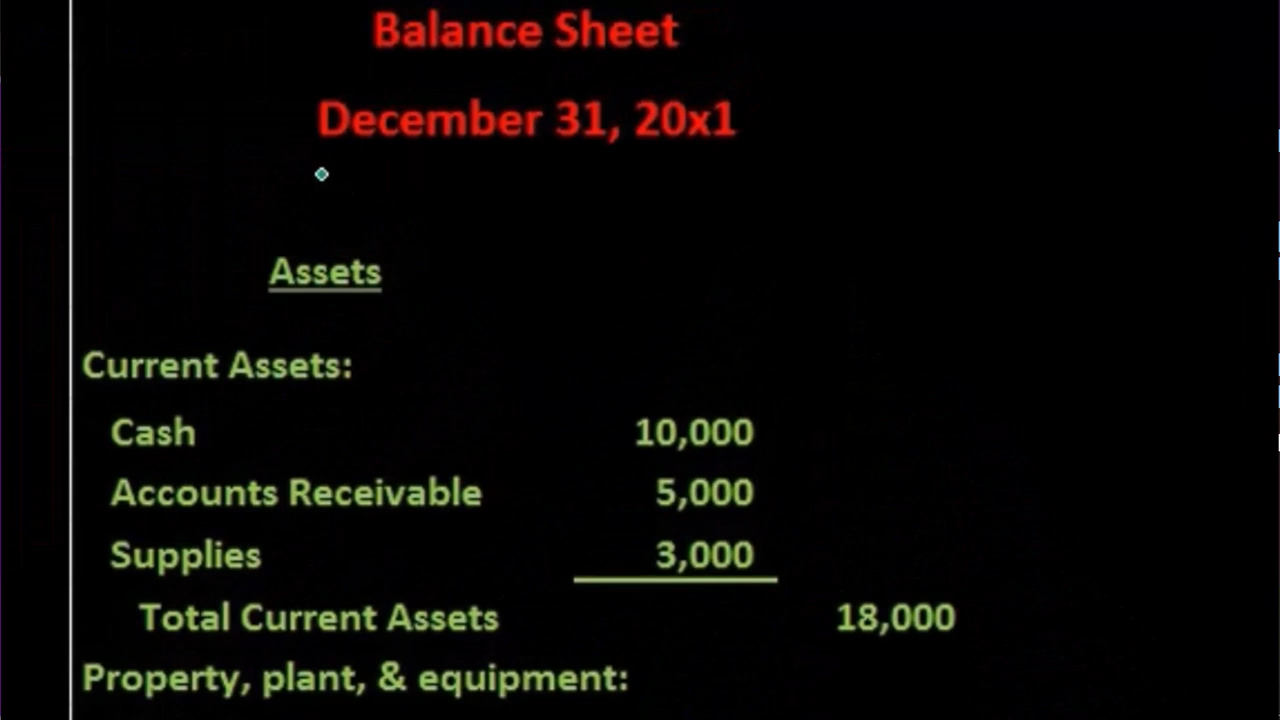 Balance Sheet
December 31, 20x1
Assets
Current Assets:
Cash 10,000
Accounts Receivable 5,000
Supplies 3,000
Total Current Assets 18,000
Property, plant, & equipment: